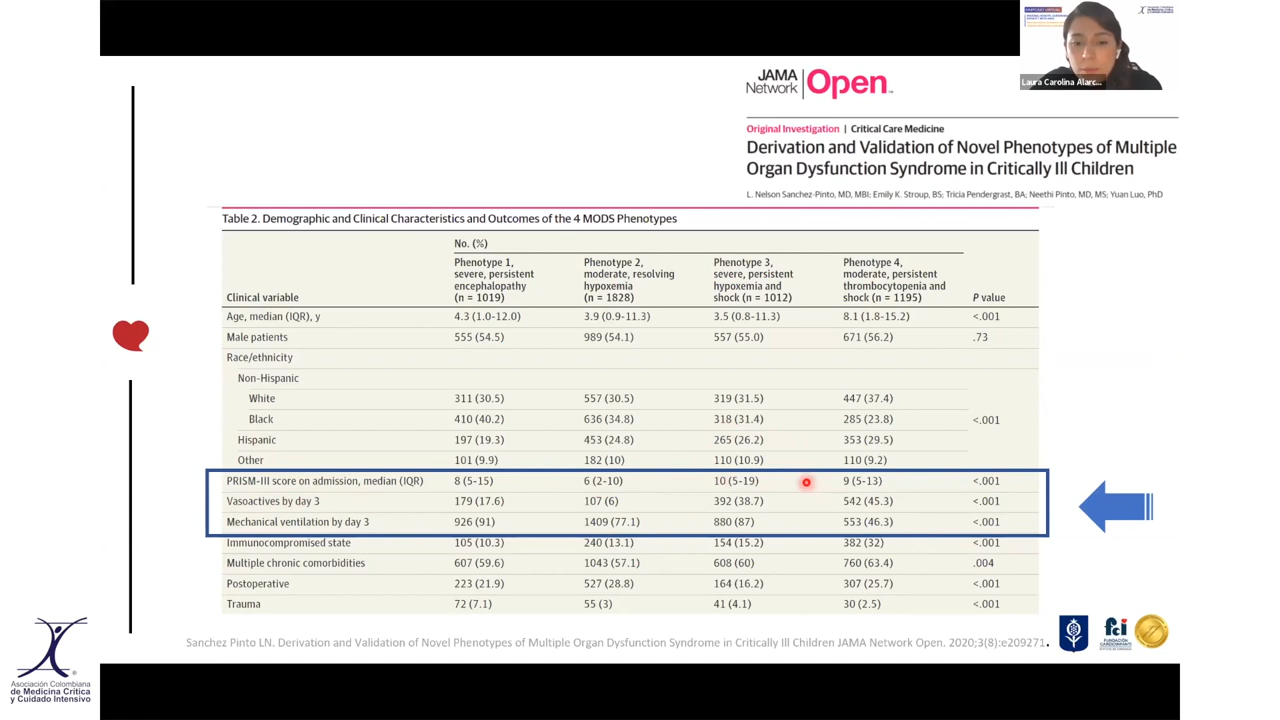 Laura Carolina Alarc...
JAMA Network Open
Original Investigation | Critical Care Medicine
Derivation and Validation of Novel Phenotypes of Multiple
Organ Dysfunction Syndrome in Critically Ill Children
L. Nelson Sanchez-Pinto, MD, MBI; Emily K. Stroup, BS; Tricia Pendergrast, BA; Neethi Pinto, MD, MS; Yuan Luo, PhD
Table 2. Demographic and Clinical Characteristics and Outcomes of the 4 MODS Phenotypes
No. (%)
Clinical variable
Phenotype 1,
severe, persistent
encephalopathy
(n = 1019)
Phenotype 2,
moderate, resolving
hypoxemia
(n = 1828)
Phenotype 3,
severe, persistent
hypoxemia and
shock (n = 1012)
Phenotype 4,
moderate, persistent
thrombocytopenia and
shock (n = 1195)
P value
Age, median (IQR), y 4.3 (1.0-12.0) 3.9 (0.9-11.3) 3.5 (0.8-11.3) 8.1 (1.8-15.2) <.001
Male patients 555 (54.5) 989 (54.1) 557 (55.0) 671 (56.2) .73
Race/ethnicity
Non-Hispanic
White 311 (30.5) 557 (30.5) 319 (31.5) 447 (37.4)
Black 410 (40.2) 636 (34.8) 318 (31.4) 285 (23.8) <.001
Hispanic 197 (19.3) 453 (24.8) 265 (26.2) 353 (29.5)
Other 101 (9.9) 182 (10) 110 (10.9) 110 (9.2)
PRISM-III score on admission, median (IQR) 8 (5-15) 6 (2-10) 10 (5-19) 9 (5-13) <.001
Vasoactives by day 3 179 (17.6) 107 (6) 392 (38.7) 542 (45.3) <.001
Mechanical ventilation by day 3 926 (91) 1409 (77.1) 880 (87) 553 (46.3) <.001
Immunocompromised state 105 (10.3) 240 (13.1) 154 (15.2) 382 (32) <.001
Multiple chronic comorbidities 607 (59.6) 1043 (57.1) 608 (60) 760 (63.4) .004
Postoperative 223 (21.9) 527 (28.8) 164 (16.2) 307 (25.7) <.001
Trauma 72 (7.1) 55 (3) 41 (4.1) 30 (2.5) <.001
Sanchez Pinto LN. Derivation and Validation of Novel Phenotypes of Multiple Organ Dysfunction Syndrome in Critically Ill Children JAMA Network Open. 2020;3(8):e209271.
fci
Asociación Colombiana
de Medicina Crítica
y Cuidado Intensivo